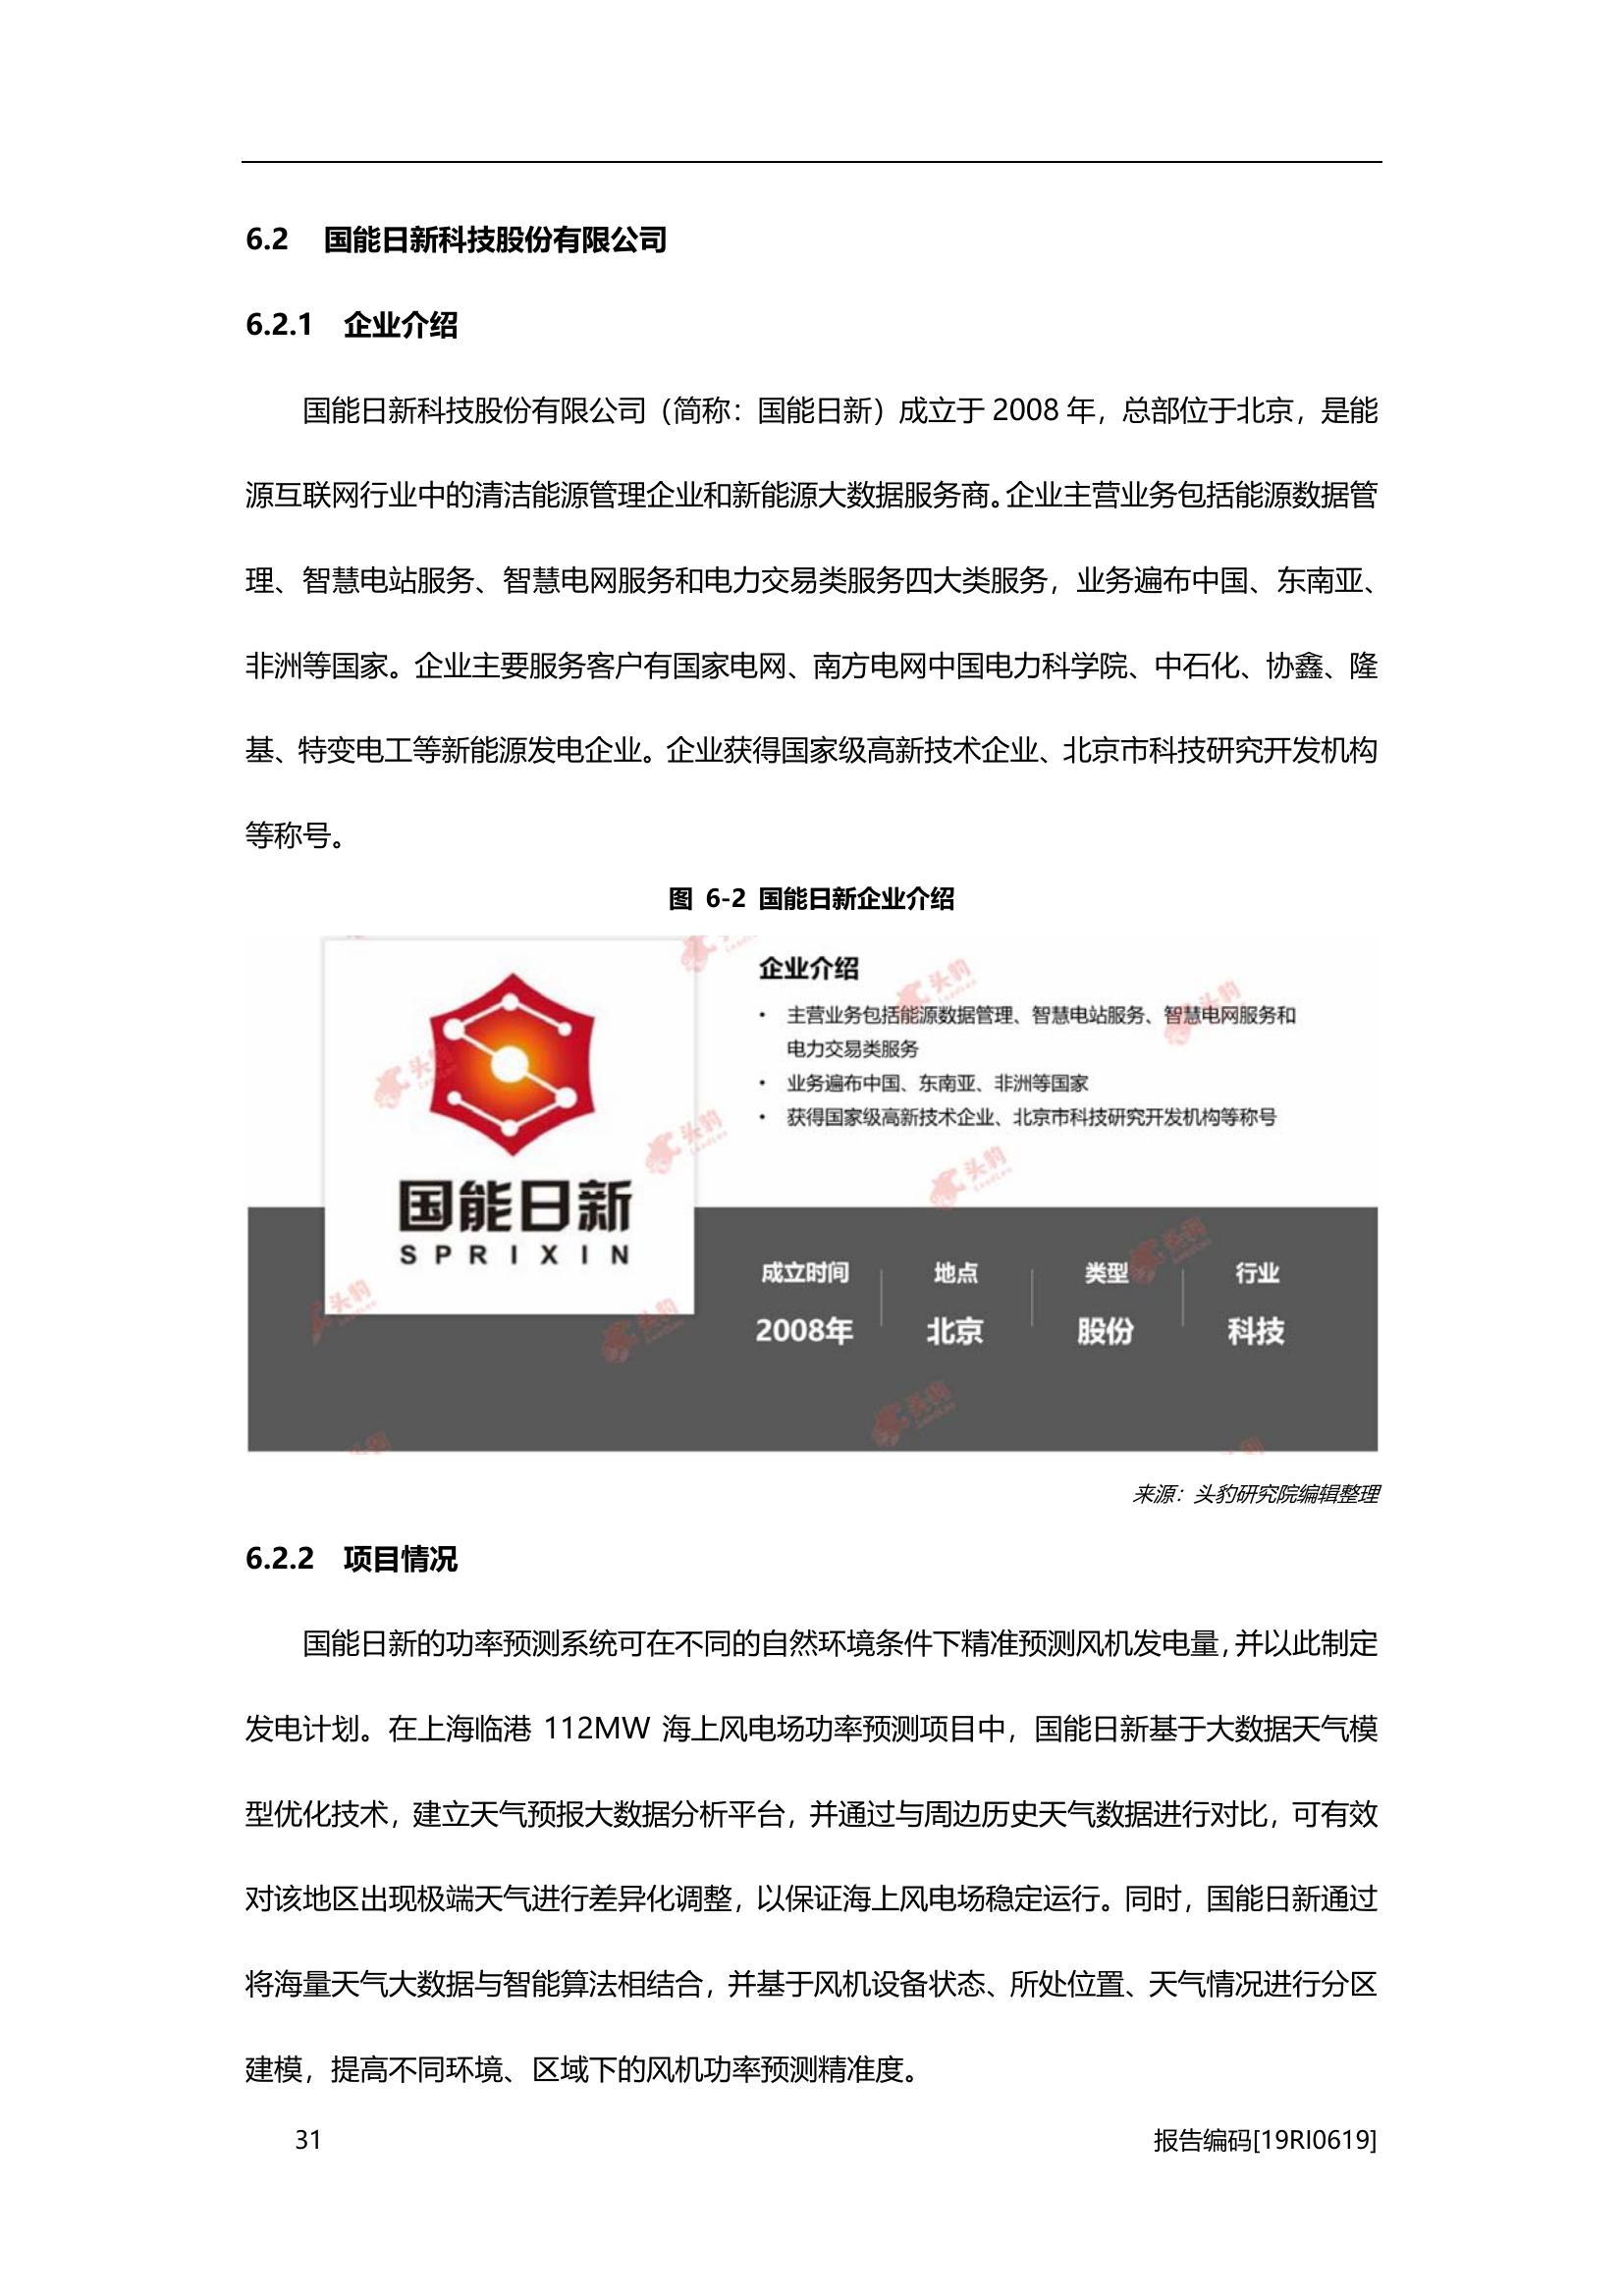 6.2 国能日新科技股份有限公司
6.2.1 企业介绍
国能日新科技股份有限公司（简称：国能日新）成立于 2008 年，总部位于北京，是能
源互联网行业中的清洁能源管理企业和新能源大数据服务商。企业主营业务包括能源数据管
理、智慧电站服务、智慧电网服务和电力交易类服务四大类服务，业务遍布中国、东南亚、
非洲等国家。企业主要服务客户有国家电网、南方电网中国电力科学院、中石化、协鑫、隆
基、特变电工等新能源发电企业。企业获得国家级高新技术企业、北京市科技研究开发机构
等称号。
图 6-2 国能日新企业介绍
国能日新
SPRIXIN
企业介绍
• 主营业务包括能源数据管理、智慧电站服务、智慧电网服务和
电力交易类服务
• 业务遍布中国、东南亚、非洲等国家
• 获得国家级高新技术企业、北京市科技研究开发机构等称号
成立时间 地点 类型 行业
2008年 北京 股份 科技
头豹
LeadLeo
来源：头豹研究院编辑整理
6.2.2 项目情况
国能日新的功率预测系统可在不同的自然环境条件下精准预测风机发电量，并以此制定
发电计划。在上海临港 112MW 海上风电场功率预测项目中，国能日新基于大数据天气模
型优化技术，建立天气预报大数据分析平台，并通过与周边历史天气数据进行对比，可有效
对该地区出现极端天气进行差异化调整，以保证海上风电场稳定运行。同时，国能日新通过
将海量天气大数据与智能算法相结合，并基于风机设备状态、所处位置、天气情况进行分区
建模，提高不同环境、区域下的风机功率预测精准度。
31 报告编码[19RI0619]